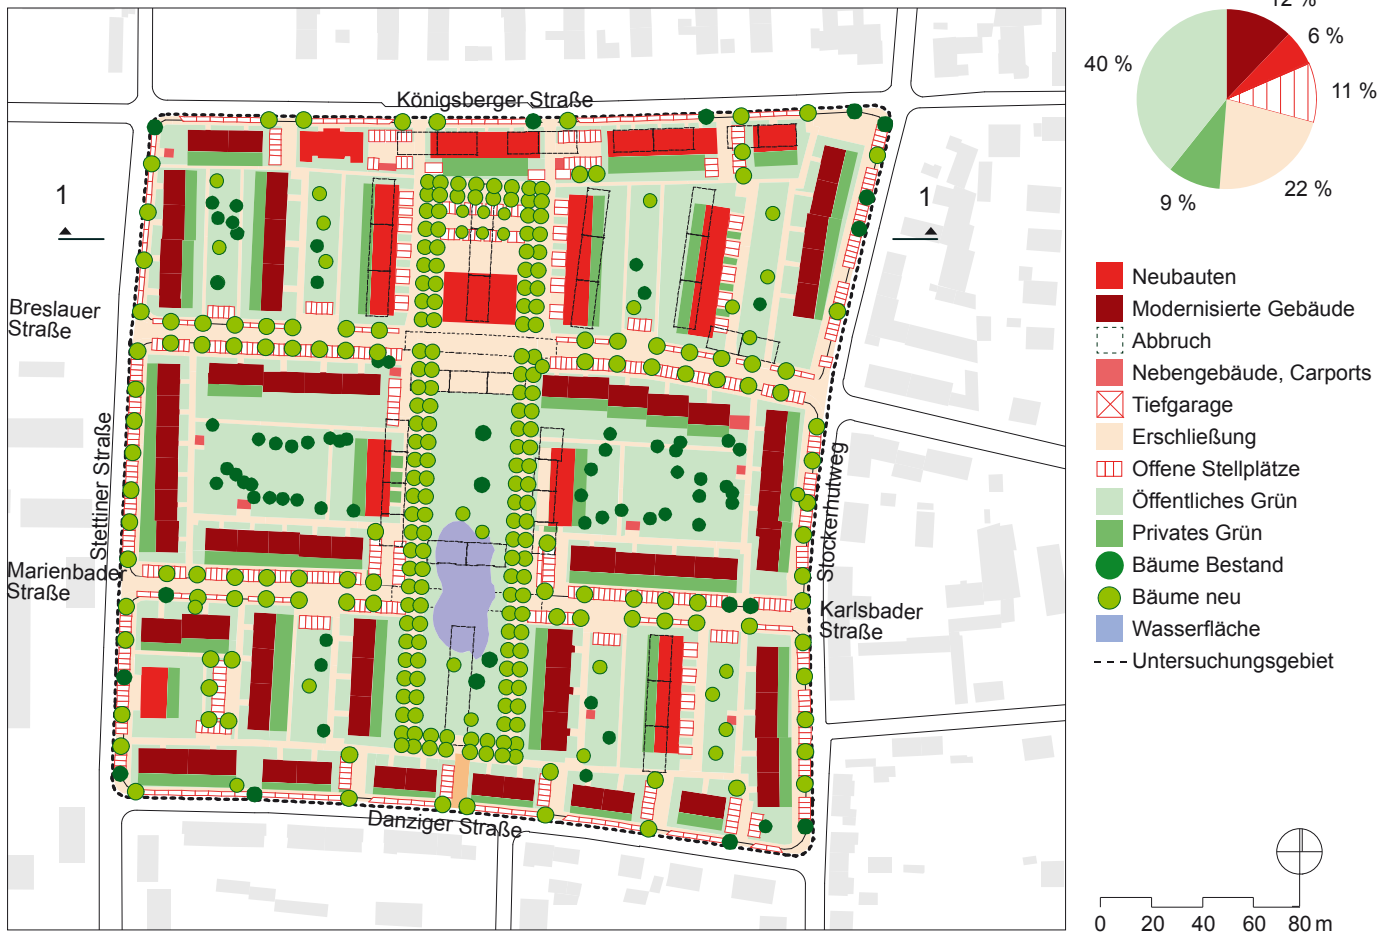 12 %
6 %
40 %
11 %
22 %
9 %
Königsberger Straße
1
1
Breslauer
Straße
Stettiner Straße
Marienbader
Straße
Stockerhutweg
Karlsbader
Straße
Danziger Straße
Neubauten
Modernisierte Gebäude
Abbruch
Nebengebäude, Carports
Tiefgarage
Erschließung
Offene Stellplätze
Öffentliches Grün
Privates Grün
Bäume Bestand
Bäume neu
Wasserfläche
Untersuchungsgebiet
0 20 40 60 80 m